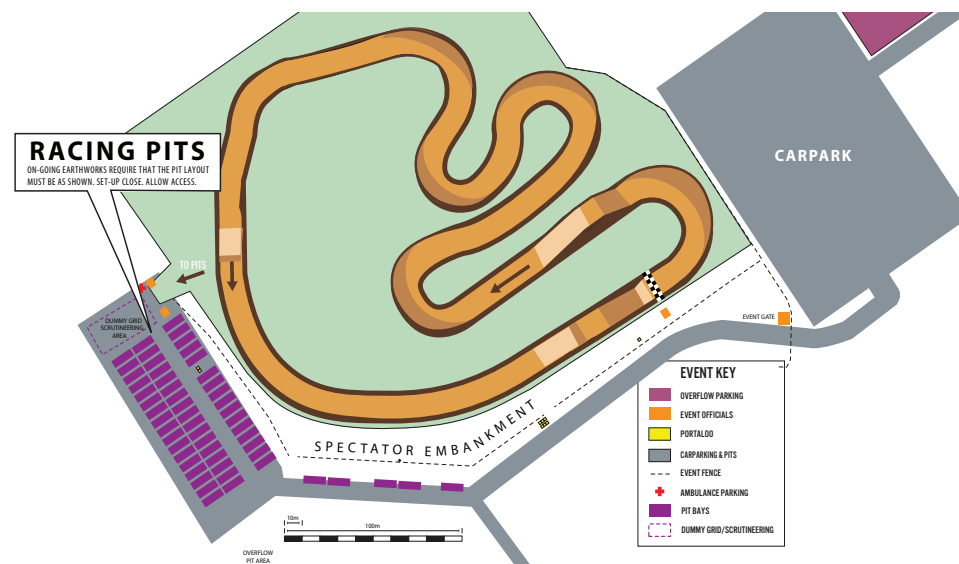 RACING PITS
ON-GOING EARTHWORKS REQUIRE THAT THE PIT LAYOUT
MUST BE AS SHOWN. SET-UP CLOSE. ALLOW ACCESS.
CARPARK
TO PITS
DUMMY GRID
SCRUTINEERING
AREA
EVENT GATE
SPECTATOR EMBANKMENT
EVENT KEY
OVERFLOW PARKING
EVENT OFFICIALS
PORTALOO
CARPARKING & PITS
EVENT FENCE
AMBULANCE PARKING
PIT BAYS
DUMMY GRID/SCRUTINEERING
10m
100m
OVERFLOW
PIT AREA